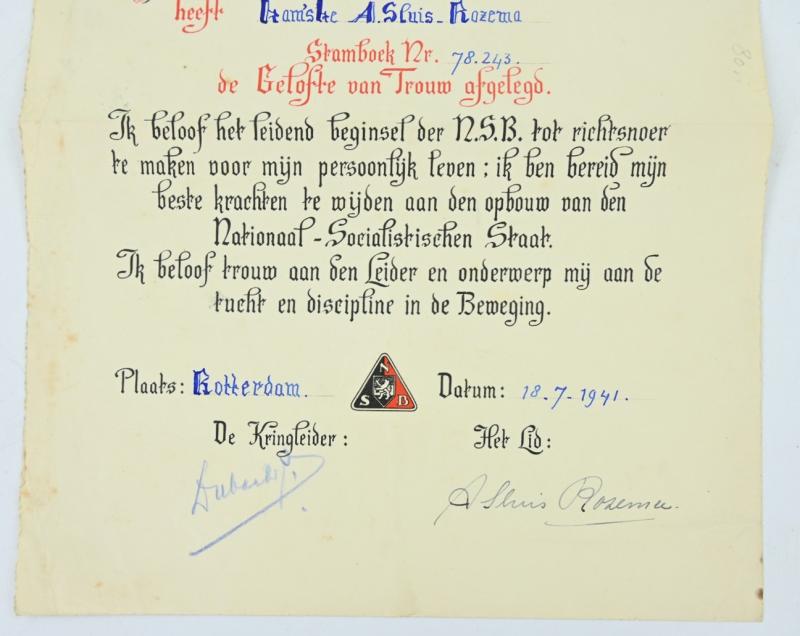 heeft Kam'ske A. Sluis-Rozema
Stamboek Nr. 78.243.
de Gelofte van Trouw afgelegd.
Ik beloof het leidend beginsel der N.S.B. tot richtsnoer
te maken voor mijn persoonlijk leven; ik ben bereid mijn
beste krachten te wijden aan den opbouw van den
Nationaal-Socialistischen Staat.
Ik beloof trouw aan den Leider en onderwerp mij aan de
tucht en discipline in de Beweging.
Plaats: Rotterdam.
N
S B
Datum: 18-7-1941.
De Kringleider:
Het Lid:
A Sluis Rozema.
80,-